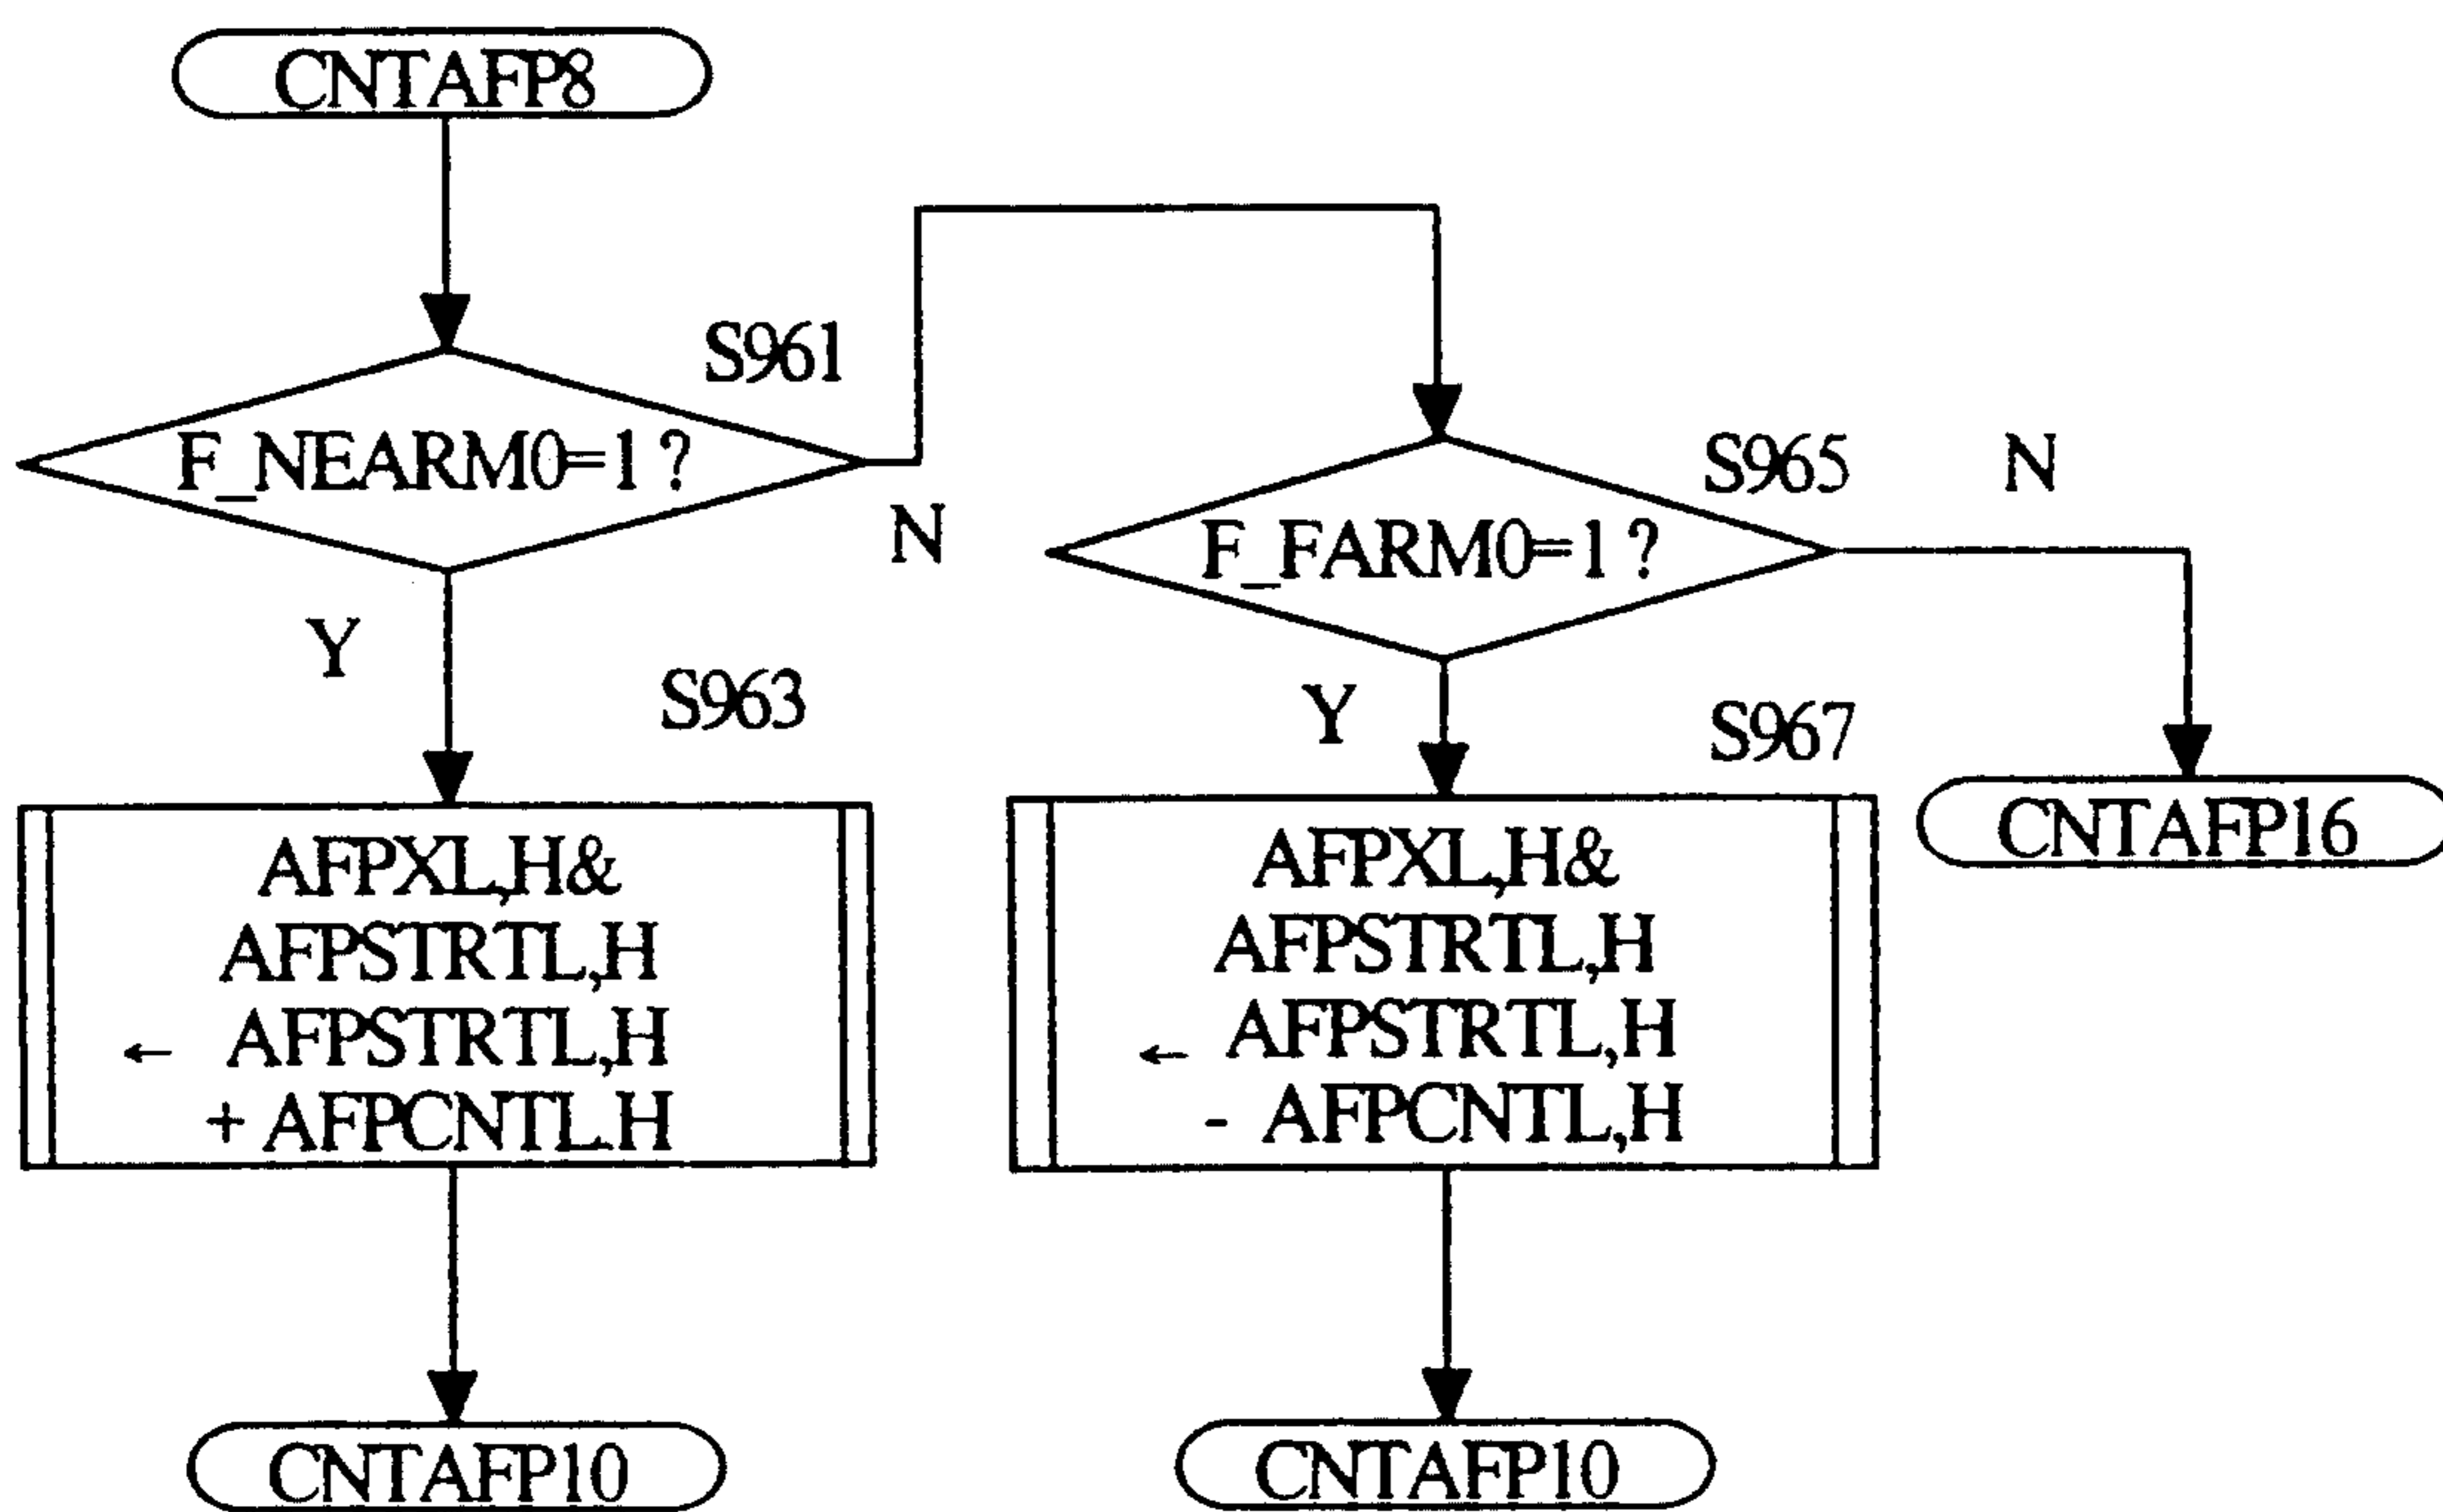 CNTAFP8
S961
F_NEARM0=1 ?
N
Y
S963
AFPXL,H&
AFPSTRTL,H
← AFPSTRTL,H
+ AFPCNTL,H
CNTAFP10
S965
N
F_FARM0=1 ?
Y
S967
AFPXL,H&
AFPSTRTL,H
← AFPSTRTL,H
- AFPCNTL,H
CNTAFP10
CNTAFP16